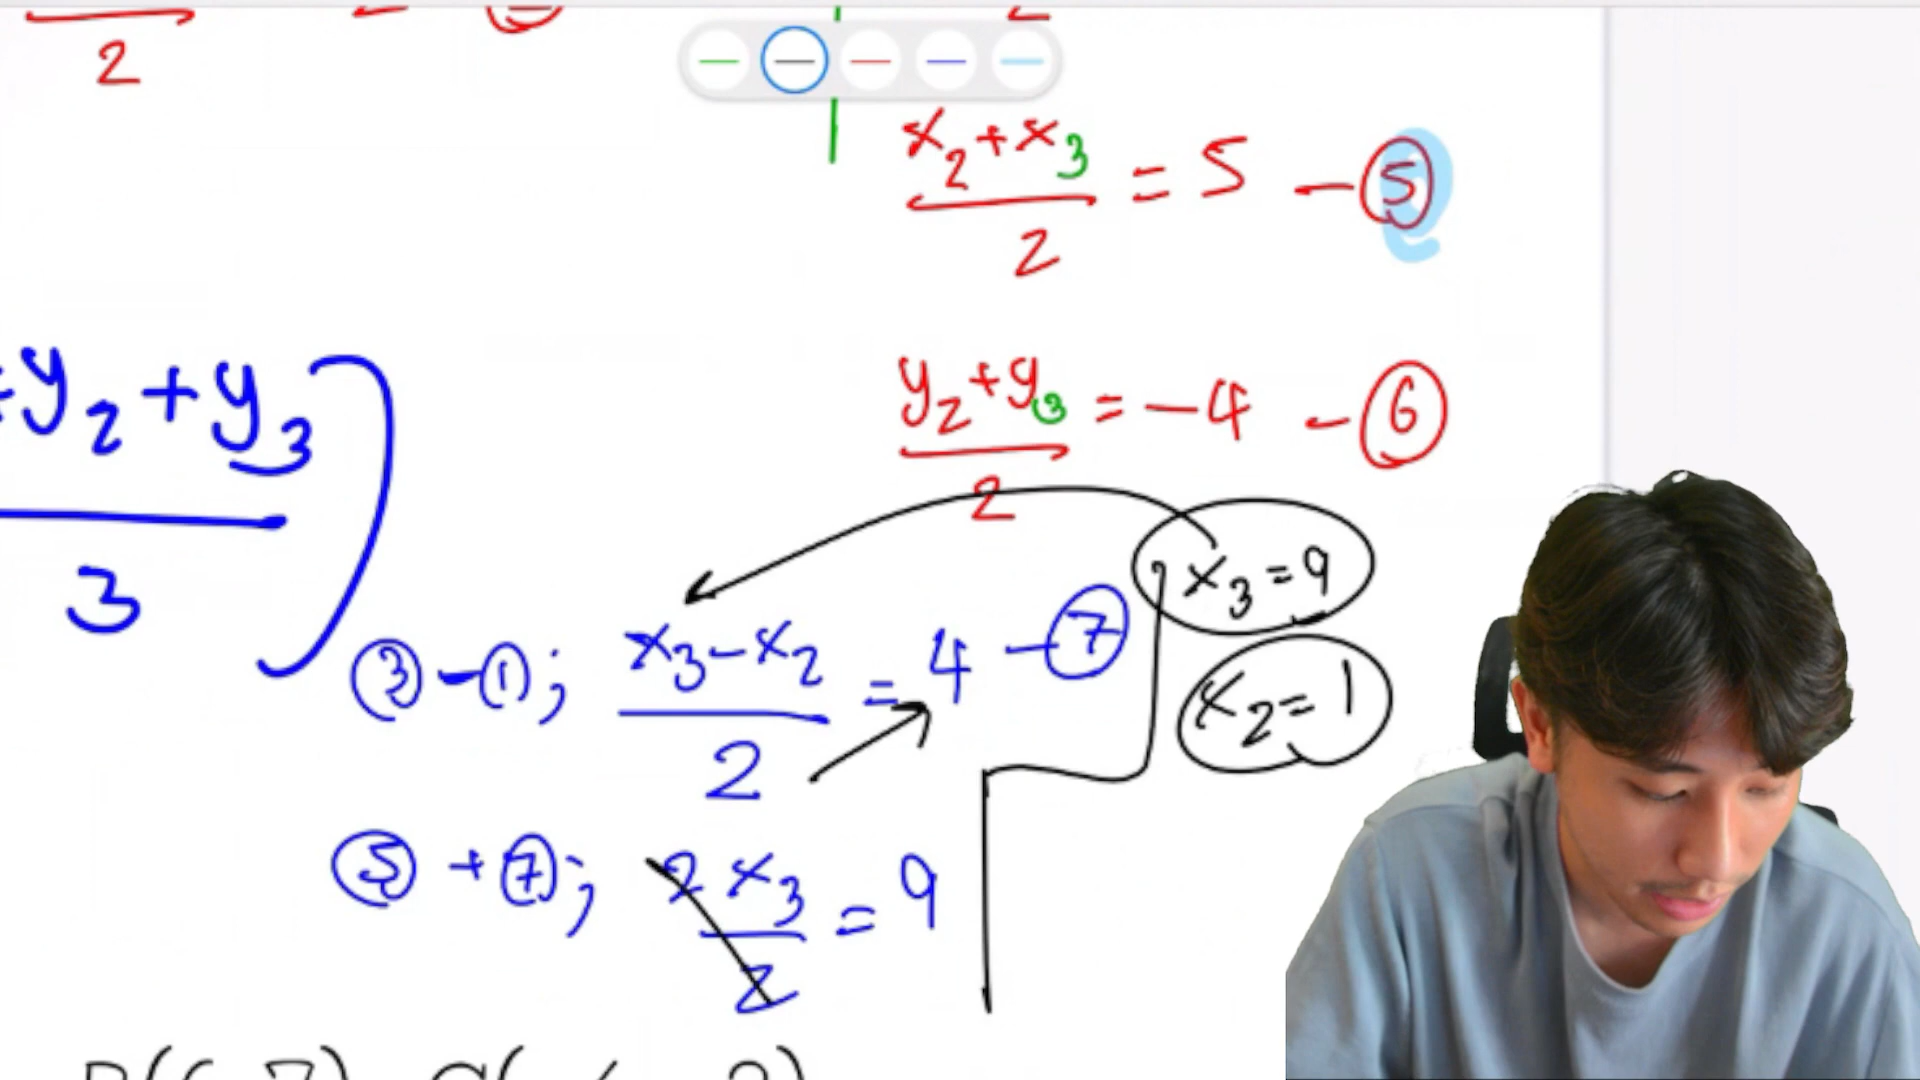 2
x₂+x₃/2 = 5 - ⑤
y₂+y₃/2 = -4 - ⑥
y₂+y₃)/3
x₃=9
③-①; x₃-x₂/2 = 4 - ⑦
x₂=1
⑤+⑦; 2x₃/2 = 9